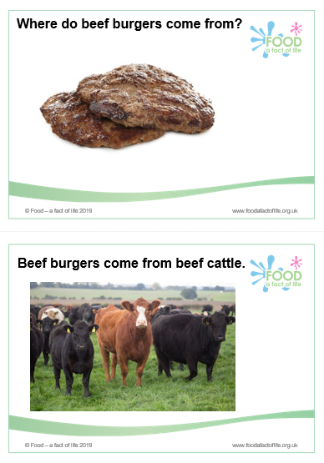 Where do beef burgers come from?
FOOD
a fact of life
© Food – a fact of life 2019
www.foodafactoflife.org.uk
Beef burgers come from beef cattle.
FOOD
a fact of life
© Food – a fact of life 2019
www.foodafactoflife.org.uk